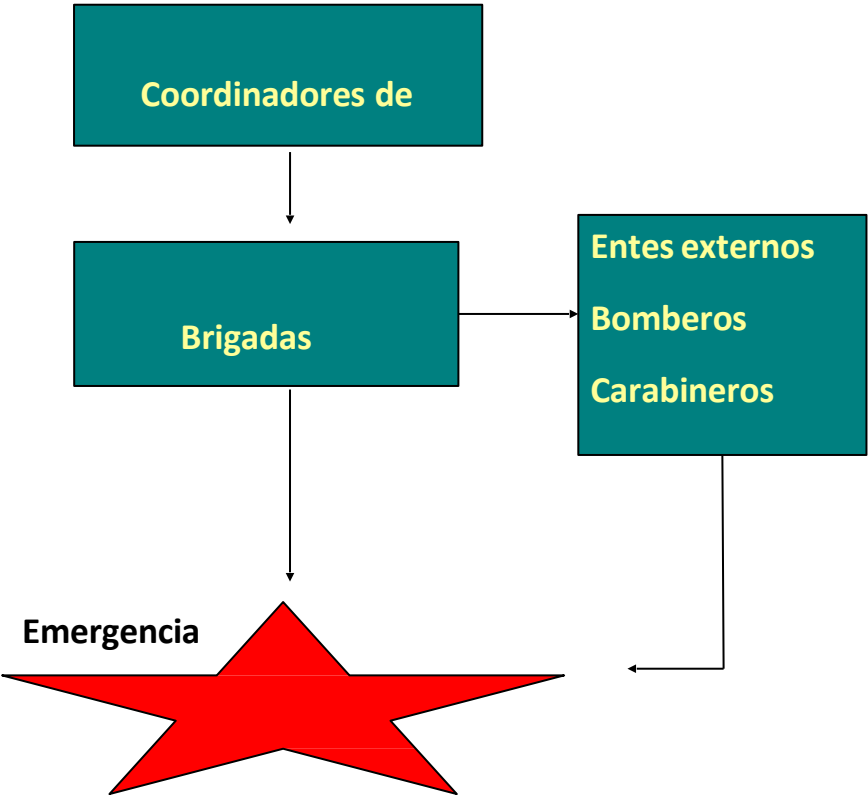 Coordinadores de
Brigadas
Entes externos
Bomberos
Carabineros
Emergencia